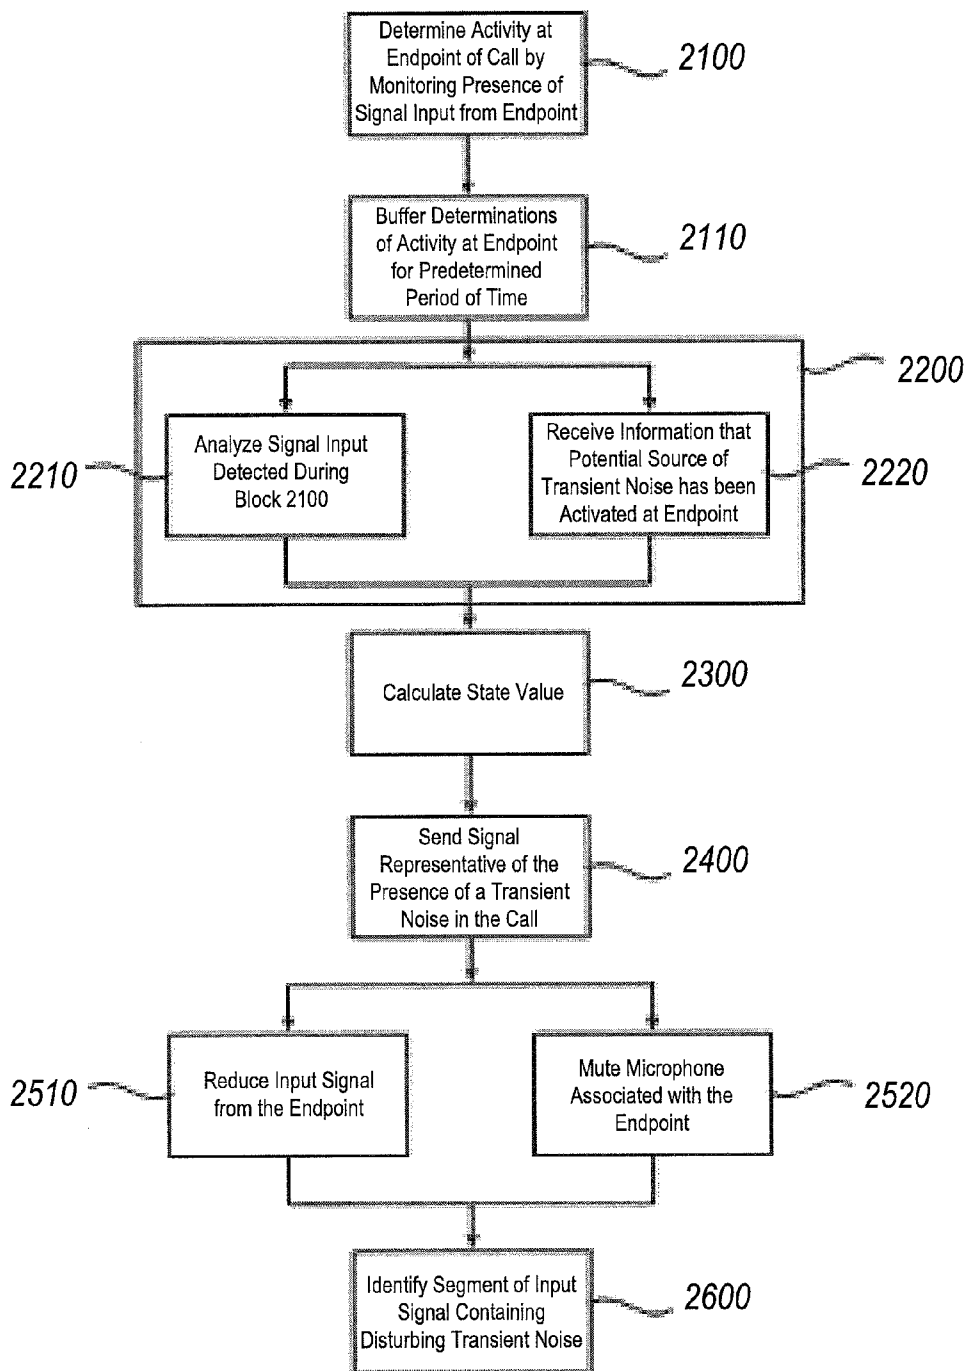 Determine Activity at
Endpoint of Call by
Monitoring Presence of
Signal Input from Endpoint
2100
Buffer Determinations
of Activity at Endpoint
for Predetermined
Period of Time
2110
2200
Analyze Signal Input
Detected During
Block 2100
2210
Receive Information that
Potential Source of
Transient Noise has been
Activated at Endpoint
2220
Calculate State Value
2300
Send Signal
Representative of the
Presence of a Transient
Noise in the Call
2400
Reduce Input Signal
from the Endpoint
2510
Mute Microphone
Associated with the
Endpoint
2520
Identify Segment of Input
Signal Containing
Disturbing Transient Noise
2600